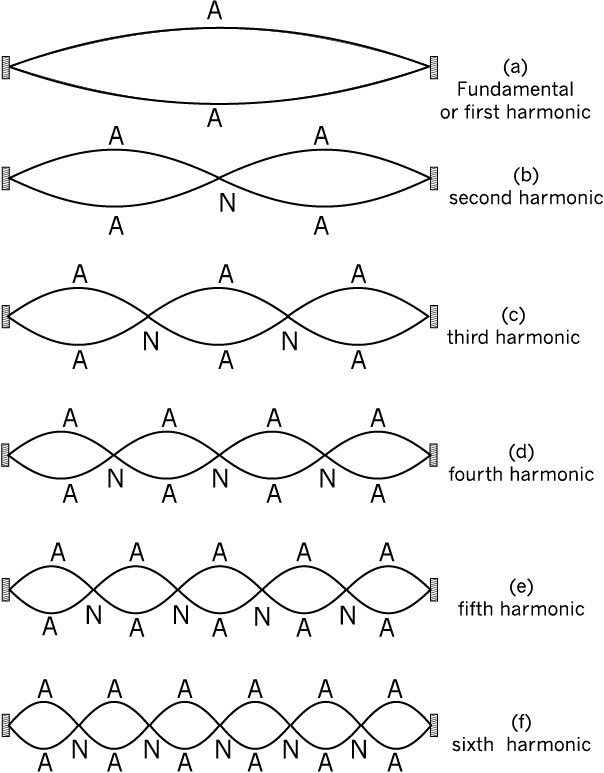 A
(a)
Fundamental
or first harmonic
A
A A
(b)
second harmonic
N
A A
A A A
(c)
third harmonic
N N
A A A
A A A A
(d)
fourth harmonic
N N N
A A A A
A A A A A
(e)
fifth harmonic
N N N N
A A A A A
A A A A A A
(f)
sixth harmonic
N N N N N
A A A A A A